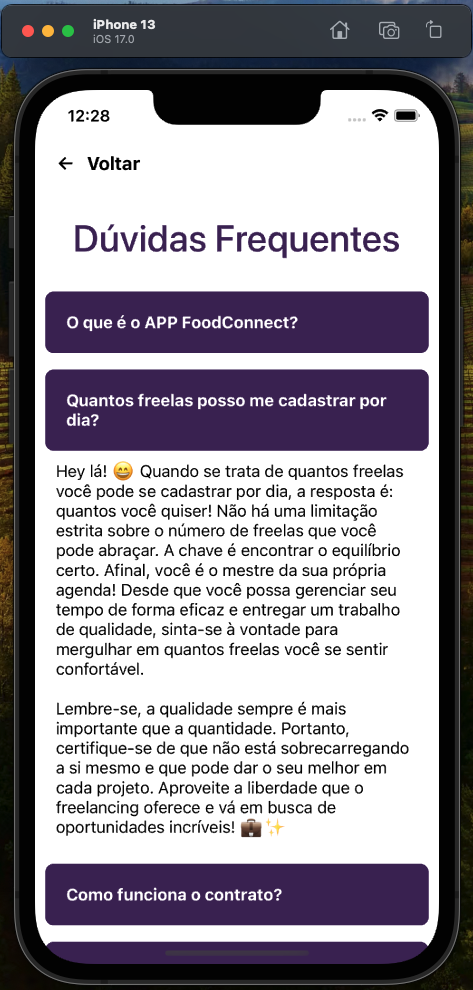 iPhone 13
iOS 17.0
12:28
Voltar
Dúvidas Frequentes
O que é o APP FoodConnect?
Quantos freelas posso me cadastrar por
dia?
Hey lá! 😄 Quando se trata de quantos freelas
você pode se cadastrar por dia, a resposta é:
quantos você quiser! Não há uma limitação
estrita sobre o número de freelas que você
pode abraçar. A chave é encontrar o equilíbrio
certo. Afinal, você é o mestre da sua própria
agenda! Desde que você possa gerenciar seu
tempo de forma eficaz e entregar um trabalho
de qualidade, sinta-se à vontade para
mergulhar em quantos freelas você se sentir
confortável.
Lembre-se, a qualidade sempre é mais
importante que a quantidade. Portanto,
certifique-se de que não está sobrecarregando
a si mesmo e que pode dar o seu melhor em
cada projeto. Aproveite a liberdade que o
freelancing oferece e vá em busca de
oportunidades incríveis! 💼✨
Como funciona o contrato?